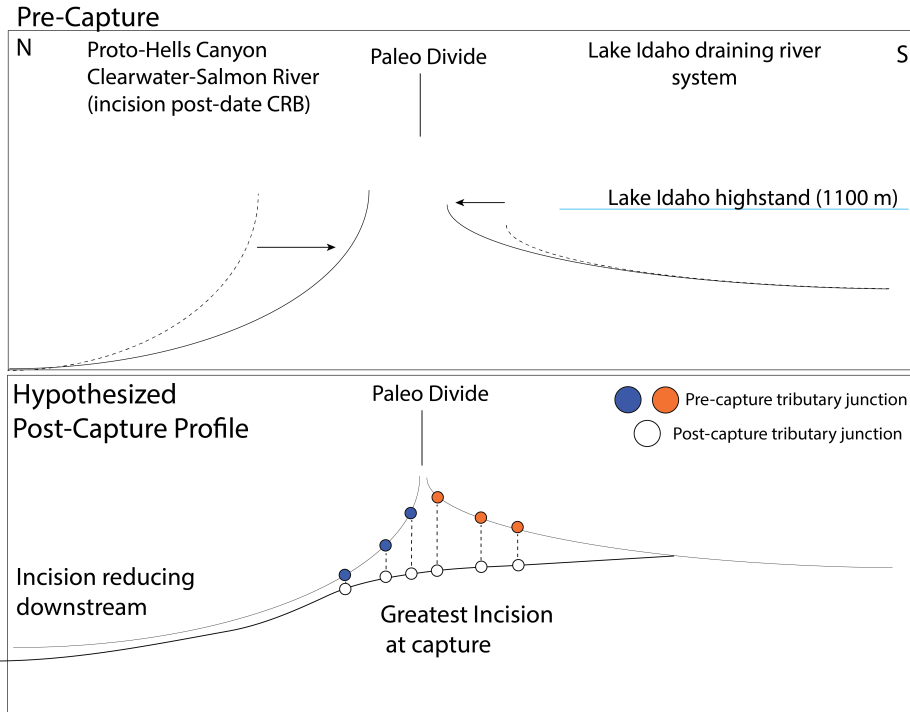 Pre-Capture
N
Proto-Hells Canyon
Clearwater-Salmon River
(incision post-date CRB)
Paleo Divide
Lake Idaho draining river
system
S
Lake Idaho highstand (1100 m)
Hypothesized
Post-Capture Profile
Paleo Divide
Pre-capture tributary junction
Post-capture tributary junction
Incision reducing
downstream
Greatest Incision
at capture